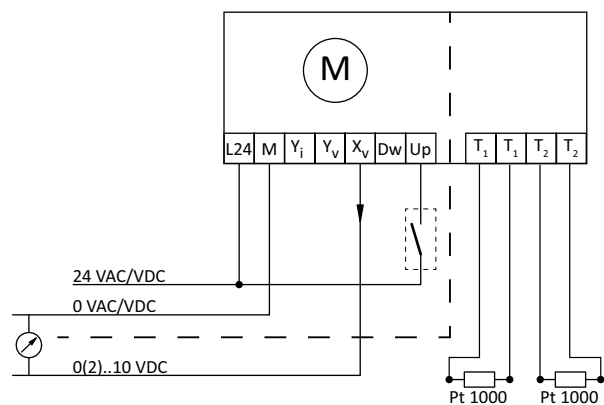 M
L24 M Yi Yv Xv Dw Up T1 T1 T2 T2
24 VAC/VDC
0 VAC/VDC
0(2)..10 VDC
Pt 1000 Pt 1000